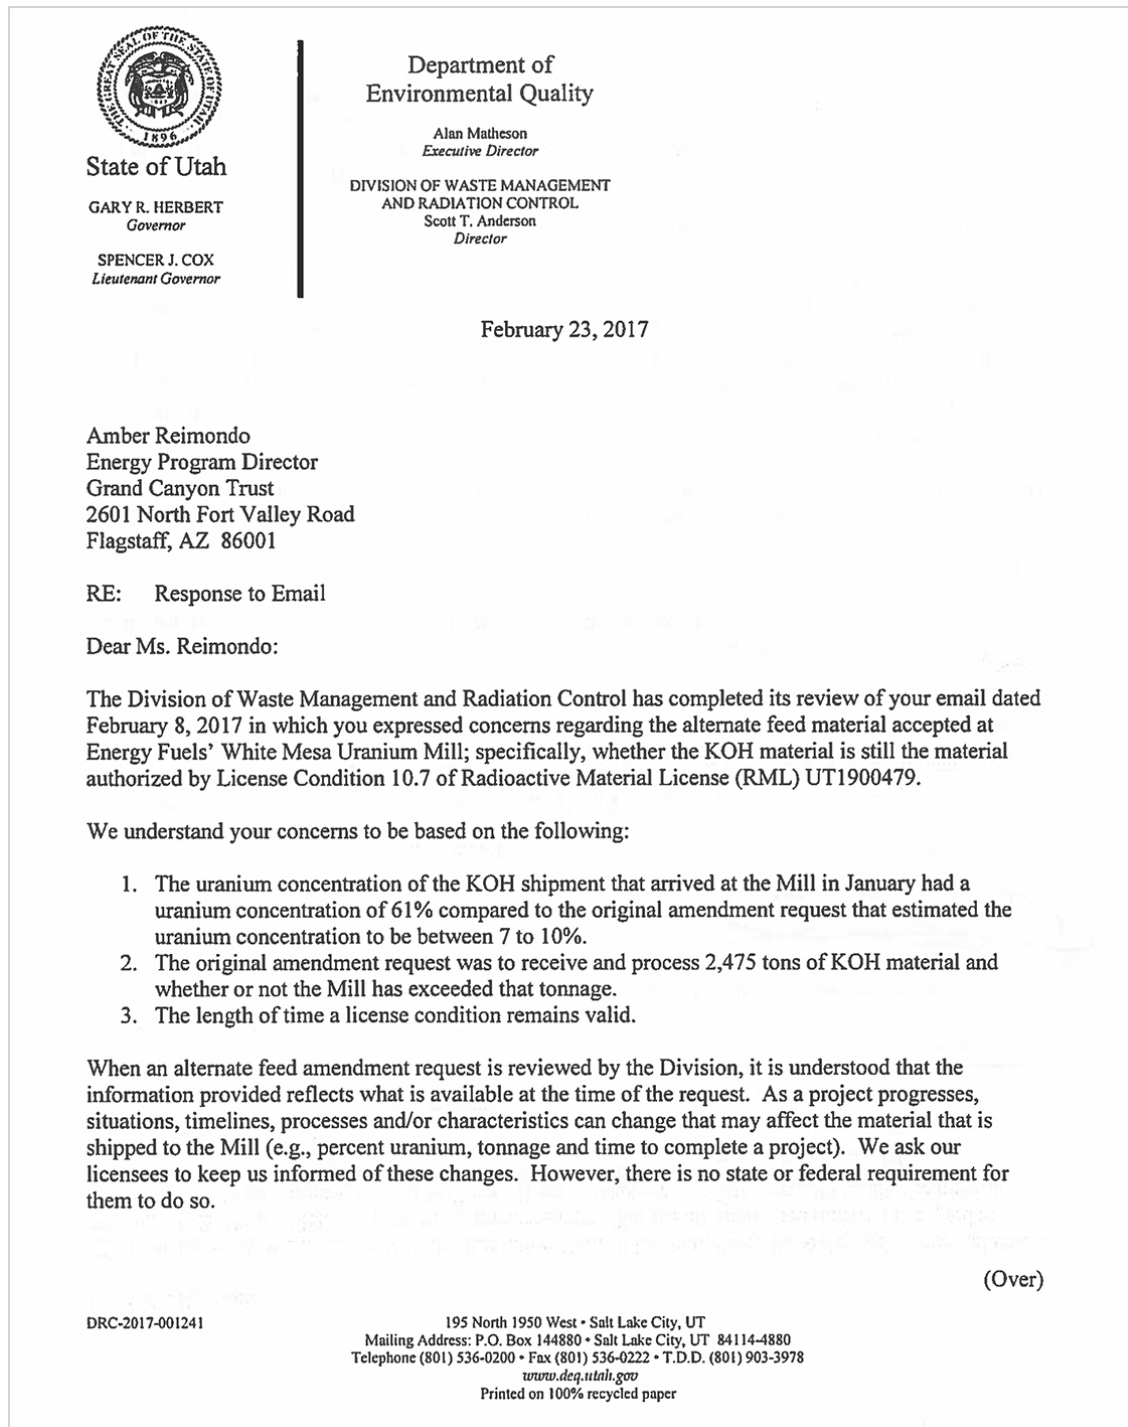 THE GREAT SEAL OF THE STATE OF UTAH
1896
State of Utah
GARY R. HERBERT
Governor
SPENCER J. COX
Lieutenant Governor
Department of
Environmental Quality
Alan Matheson
Executive Director
DIVISION OF WASTE MANAGEMENT
AND RADIATION CONTROL
Scott T. Anderson
Director
February 23, 2017
Amber Reimondo
Energy Program Director
Grand Canyon Trust
2601 North Fort Valley Road
Flagstaff, AZ 86001
RE: Response to Email
Dear Ms. Reimondo:
The Division of Waste Management and Radiation Control has completed its review of your email dated
February 8, 2017 in which you expressed concerns regarding the alternate feed material accepted at
Energy Fuels' White Mesa Uranium Mill; specifically, whether the KOH material is still the material
authorized by License Condition 10.7 of Radioactive Material License (RML) UT1900479.
We understand your concerns to be based on the following:
1. The uranium concentration of the KOH shipment that arrived at the Mill in January had a
uranium concentration of 61% compared to the original amendment request that estimated the
uranium concentration to be between 7 to 10%.
2. The original amendment request was to receive and process 2,475 tons of KOH material and
whether or not the Mill has exceeded that tonnage.
3. The length of time a license condition remains valid.
When an alternate feed amendment request is reviewed by the Division, it is understood that the
information provided reflects what is available at the time of the request. As a project progresses,
situations, timelines, processes and/or characteristics can change that may affect the material that is
shipped to the Mill (e.g., percent uranium, tonnage and time to complete a project). We ask our
licensees to keep us informed of these changes. However, there is no state or federal requirement for
them to do so.
(Over)
DRC-2017-001241
195 North 1950 West • Salt Lake City, UT
Mailing Address: P.O. Box 144880 • Salt Lake City, UT 84114-4880
Telephone (801) 536-0200 • Fax (801) 536-0222 • T.D.D. (801) 903-3978
www.deq.utah.gov
Printed on 100% recycled paper